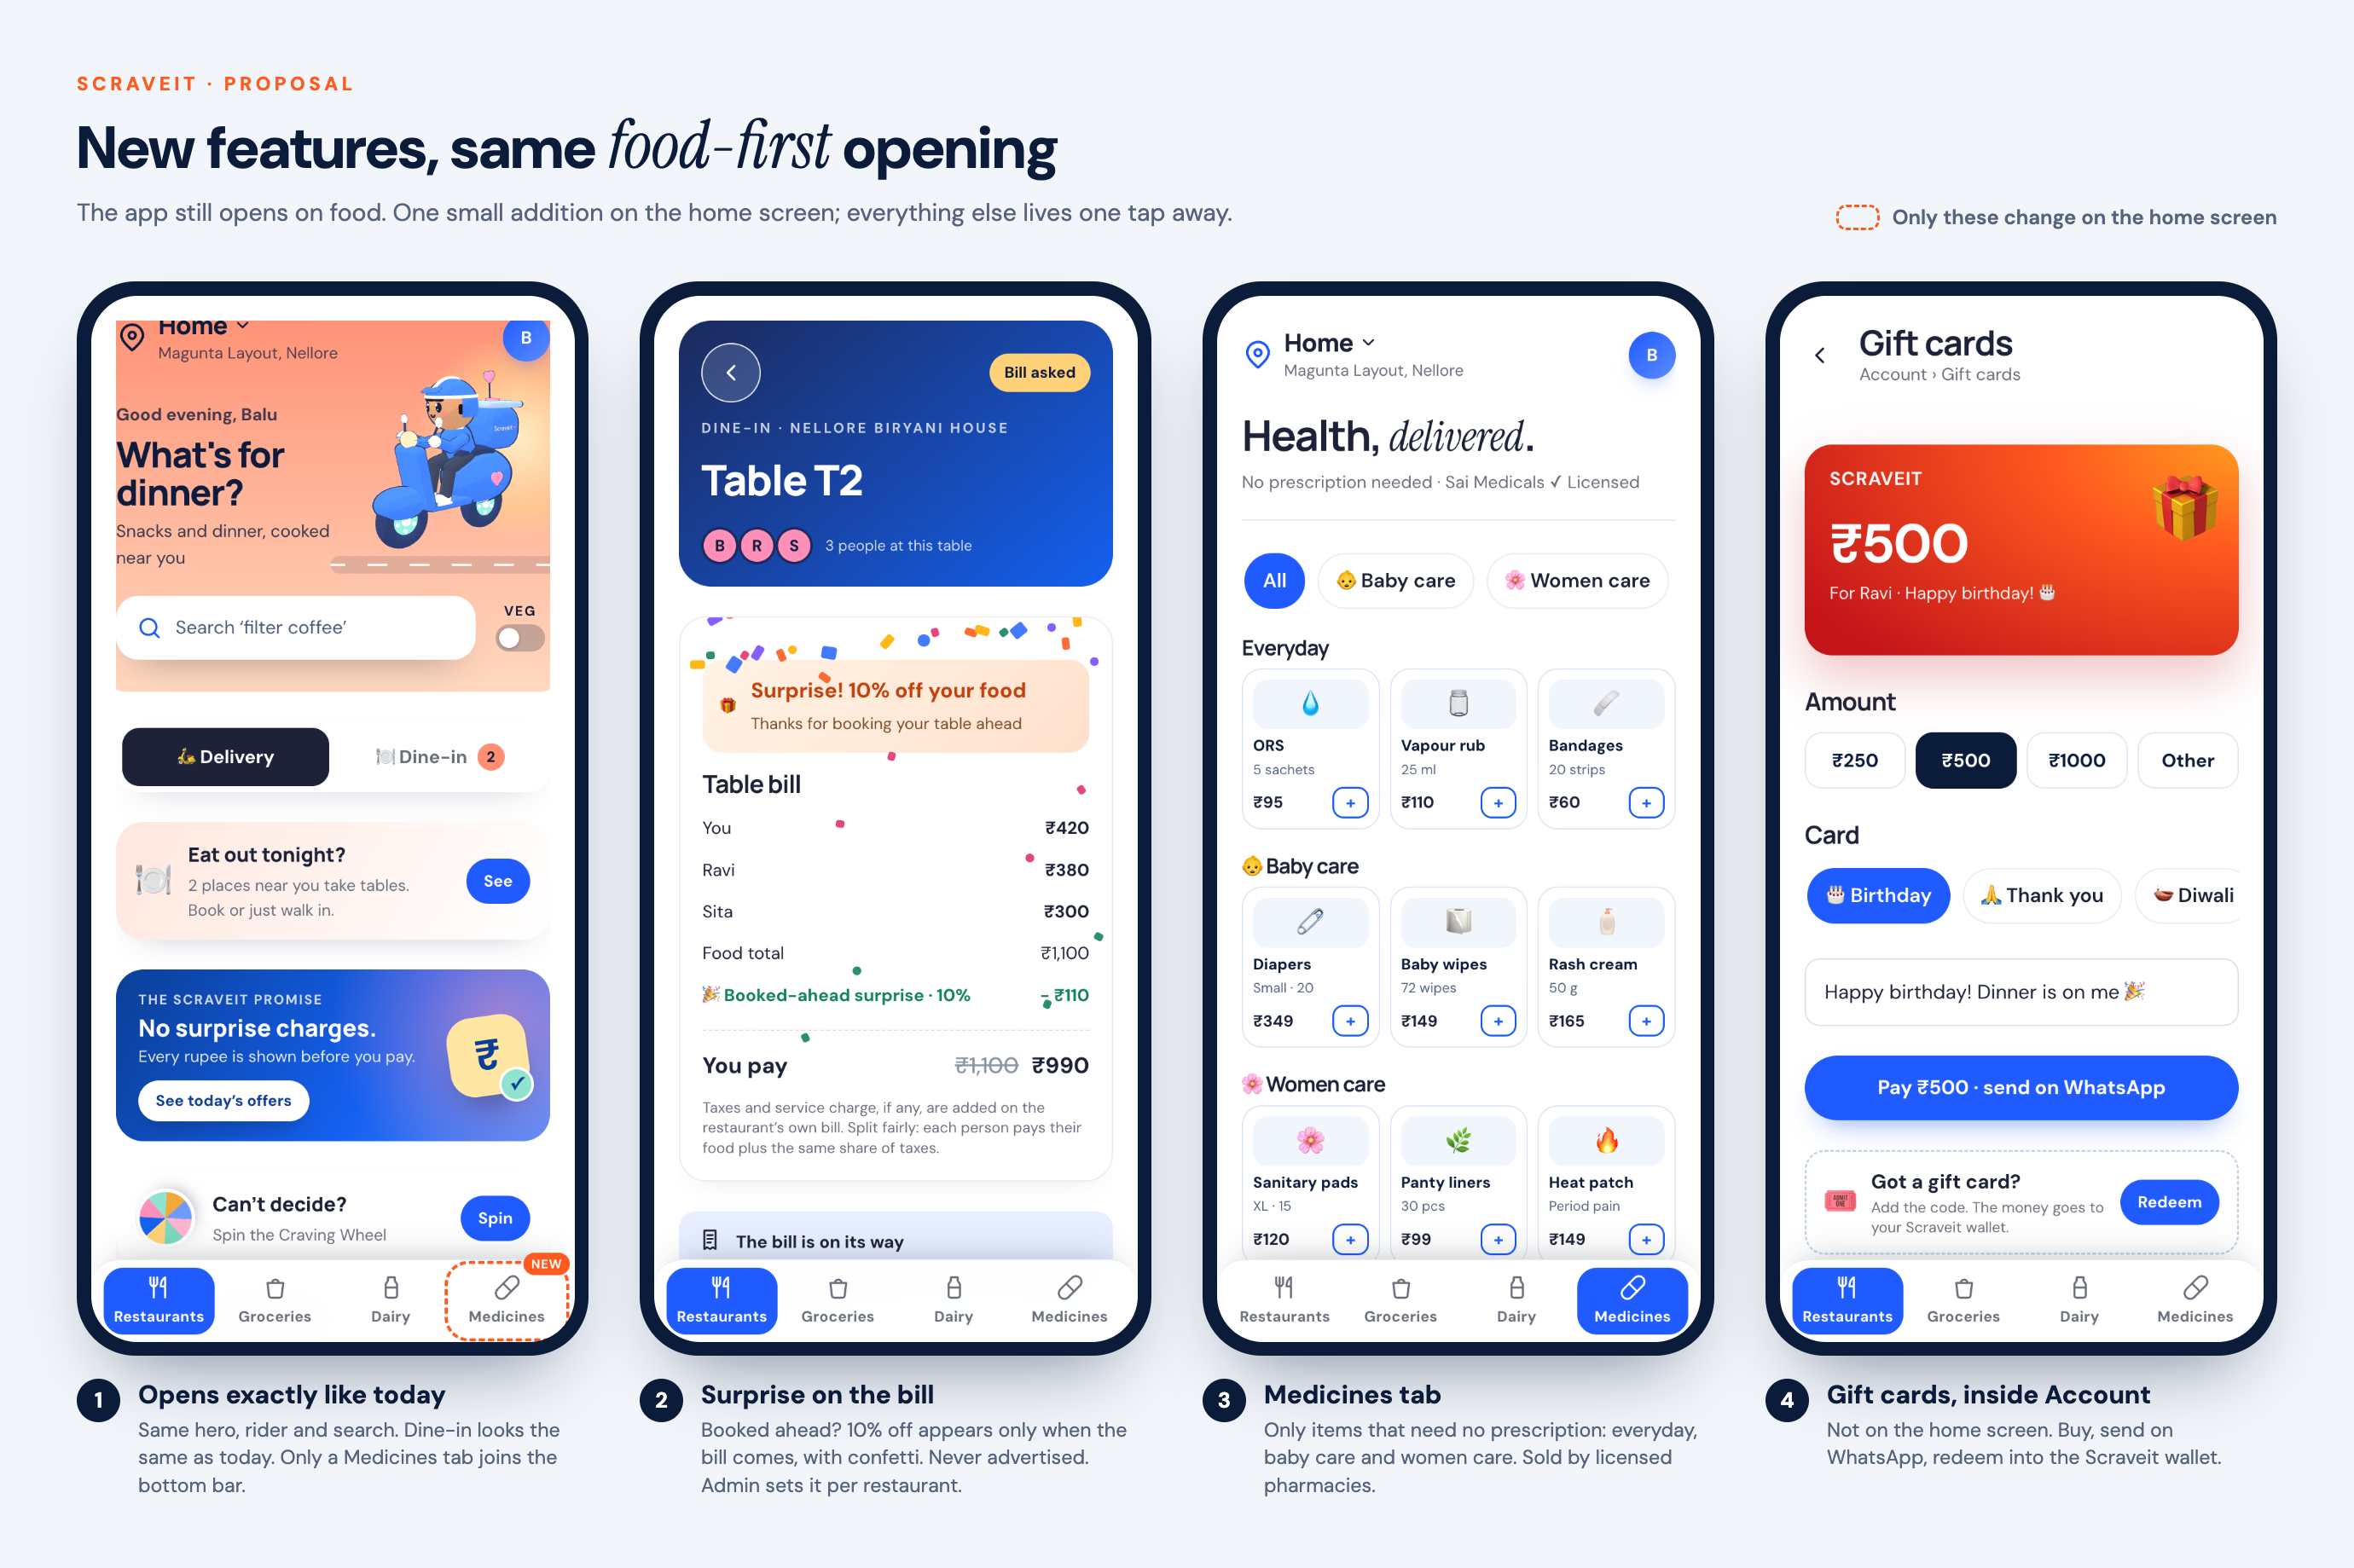 SCRAVEIT · PROPOSAL
New features, same food-first opening
The app still opens on food. One small addition on the home screen; everything else lives one tap away.
Only these change on the home screen
Home
Magunta Layout, Nellore
B
Good evening, Balu
What's for
dinner?
Snacks and dinner, cooked
near you
Scraveit
Search ‘filter coffee’
VEG
Delivery
Dine-in 2
Eat out tonight?
2 places near you take tables.
Book or just walk in.
See
THE SCRAVEIT PROMISE
No surprise charges.
Every rupee is shown before you pay.
See today’s offers
₹
Can’t decide?
Spin the Craving Wheel
Spin
NEW
Restaurants Groceries Dairy Medicines
1 Opens exactly like today
Same hero, rider and search. Dine-in looks the
same as today. Only a Medicines tab joins the
bottom bar.
Bill asked
DINE-IN · NELLORE BIRYANI HOUSE
Table T2
B R S 3 people at this table
Surprise! 10% off your food
Thanks for booking your table ahead
Table bill
You ₹420
Ravi ₹380
Sita ₹300
Food total ₹1,100
Booked-ahead surprise · 10% -₹110
You pay ₹1,100 ₹990
Taxes and service charge, if any, are added on the
restaurant’s own bill. Split fairly: each person pays their
food plus the same share of taxes.
The bill is on its way
Restaurants Groceries Dairy Medicines
2 Surprise on the bill
Booked ahead? 10% off appears only when the
bill comes, with confetti. Never advertised.
Admin sets it per restaurant.
Home
Magunta Layout, Nellore
B
Health, delivered.
No prescription needed · Sai Medicals ✓ Licensed
All Baby care Women care
Everyday
ORS Vapour rub Bandages
5 sachets 25 ml 20 strips
₹95 + ₹110 + ₹60 +
Baby care
Diapers Baby wipes Rash cream
Small · 20 72 wipes 50 g
₹349 + ₹149 + ₹165 +
Women care
Sanitary pads Panty liners Heat patch
XL · 15 30 pcs Period pain
₹120 + ₹99 + ₹149 +
Restaurants Groceries Dairy Medicines
3 Medicines tab
Only items that need no prescription: everyday,
baby care and women care. Sold by licensed
pharmacies.
Gift cards
Account › Gift cards
SCRAVEIT
₹500
For Ravi · Happy birthday!
Amount
₹250 ₹500 ₹1000 Other
Card
Birthday Thank you Diwali
Happy birthday! Dinner is on me
Pay ₹500 · send on WhatsApp
Got a gift card?
Add the code. The money goes to
your Scraveit wallet.
Redeem
Restaurants Groceries Dairy Medicines
4 Gift cards, inside Account
Not on the home screen. Buy, send on
WhatsApp, redeem into the Scraveit wallet.